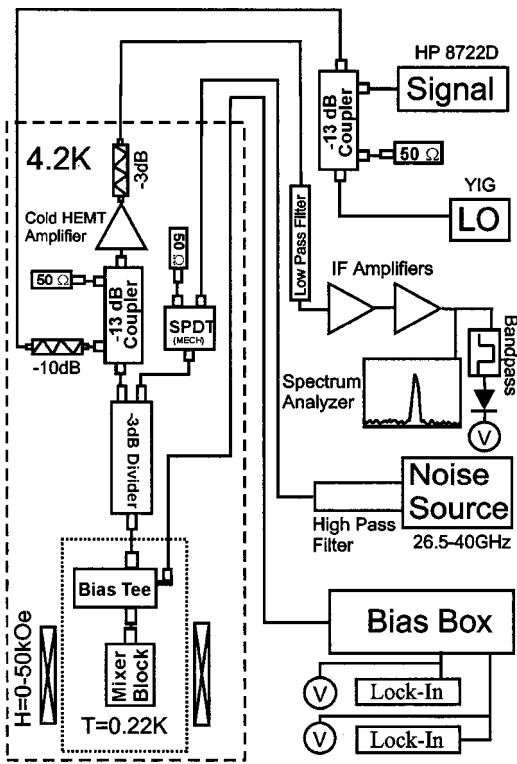 HP 8722D
Signal
-13 dB
Coupler
50 Ω
YIG
LO
4.2K
-3dB
Cold HEMT
Amplifier
50 Ω
-13 dB
Coupler
-10dB
50 Ω
SPDT
(MECH)
Low Pass Filter
IF Amplifiers
Bandpass
Spectrum
Analyzer
V
-3dB Divider
Noise
Source
26.5-40GHz
High Pass
Filter
Bias Tee
Mixer
Block
T=0.22K
H=0-50kOe
Bias Box
V
Lock-In
V
Lock-In